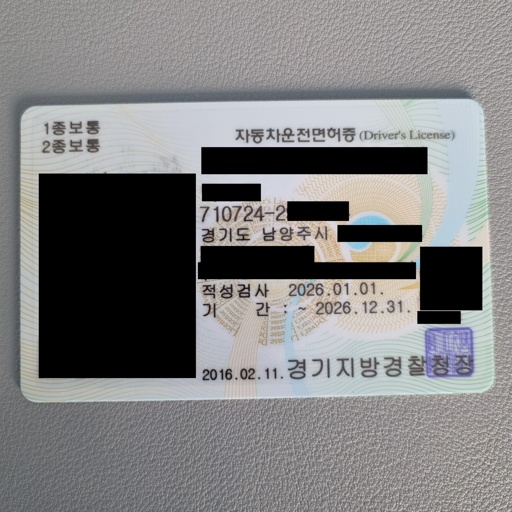 1종보통
2종보통
자동차운전면허증 (Driver's License)
710724-2
경기도 남양주시
적성검사 2026.01.01.
기 간 : ~ 2026.12.31.
2016.02.11. 경기지방경찰청장